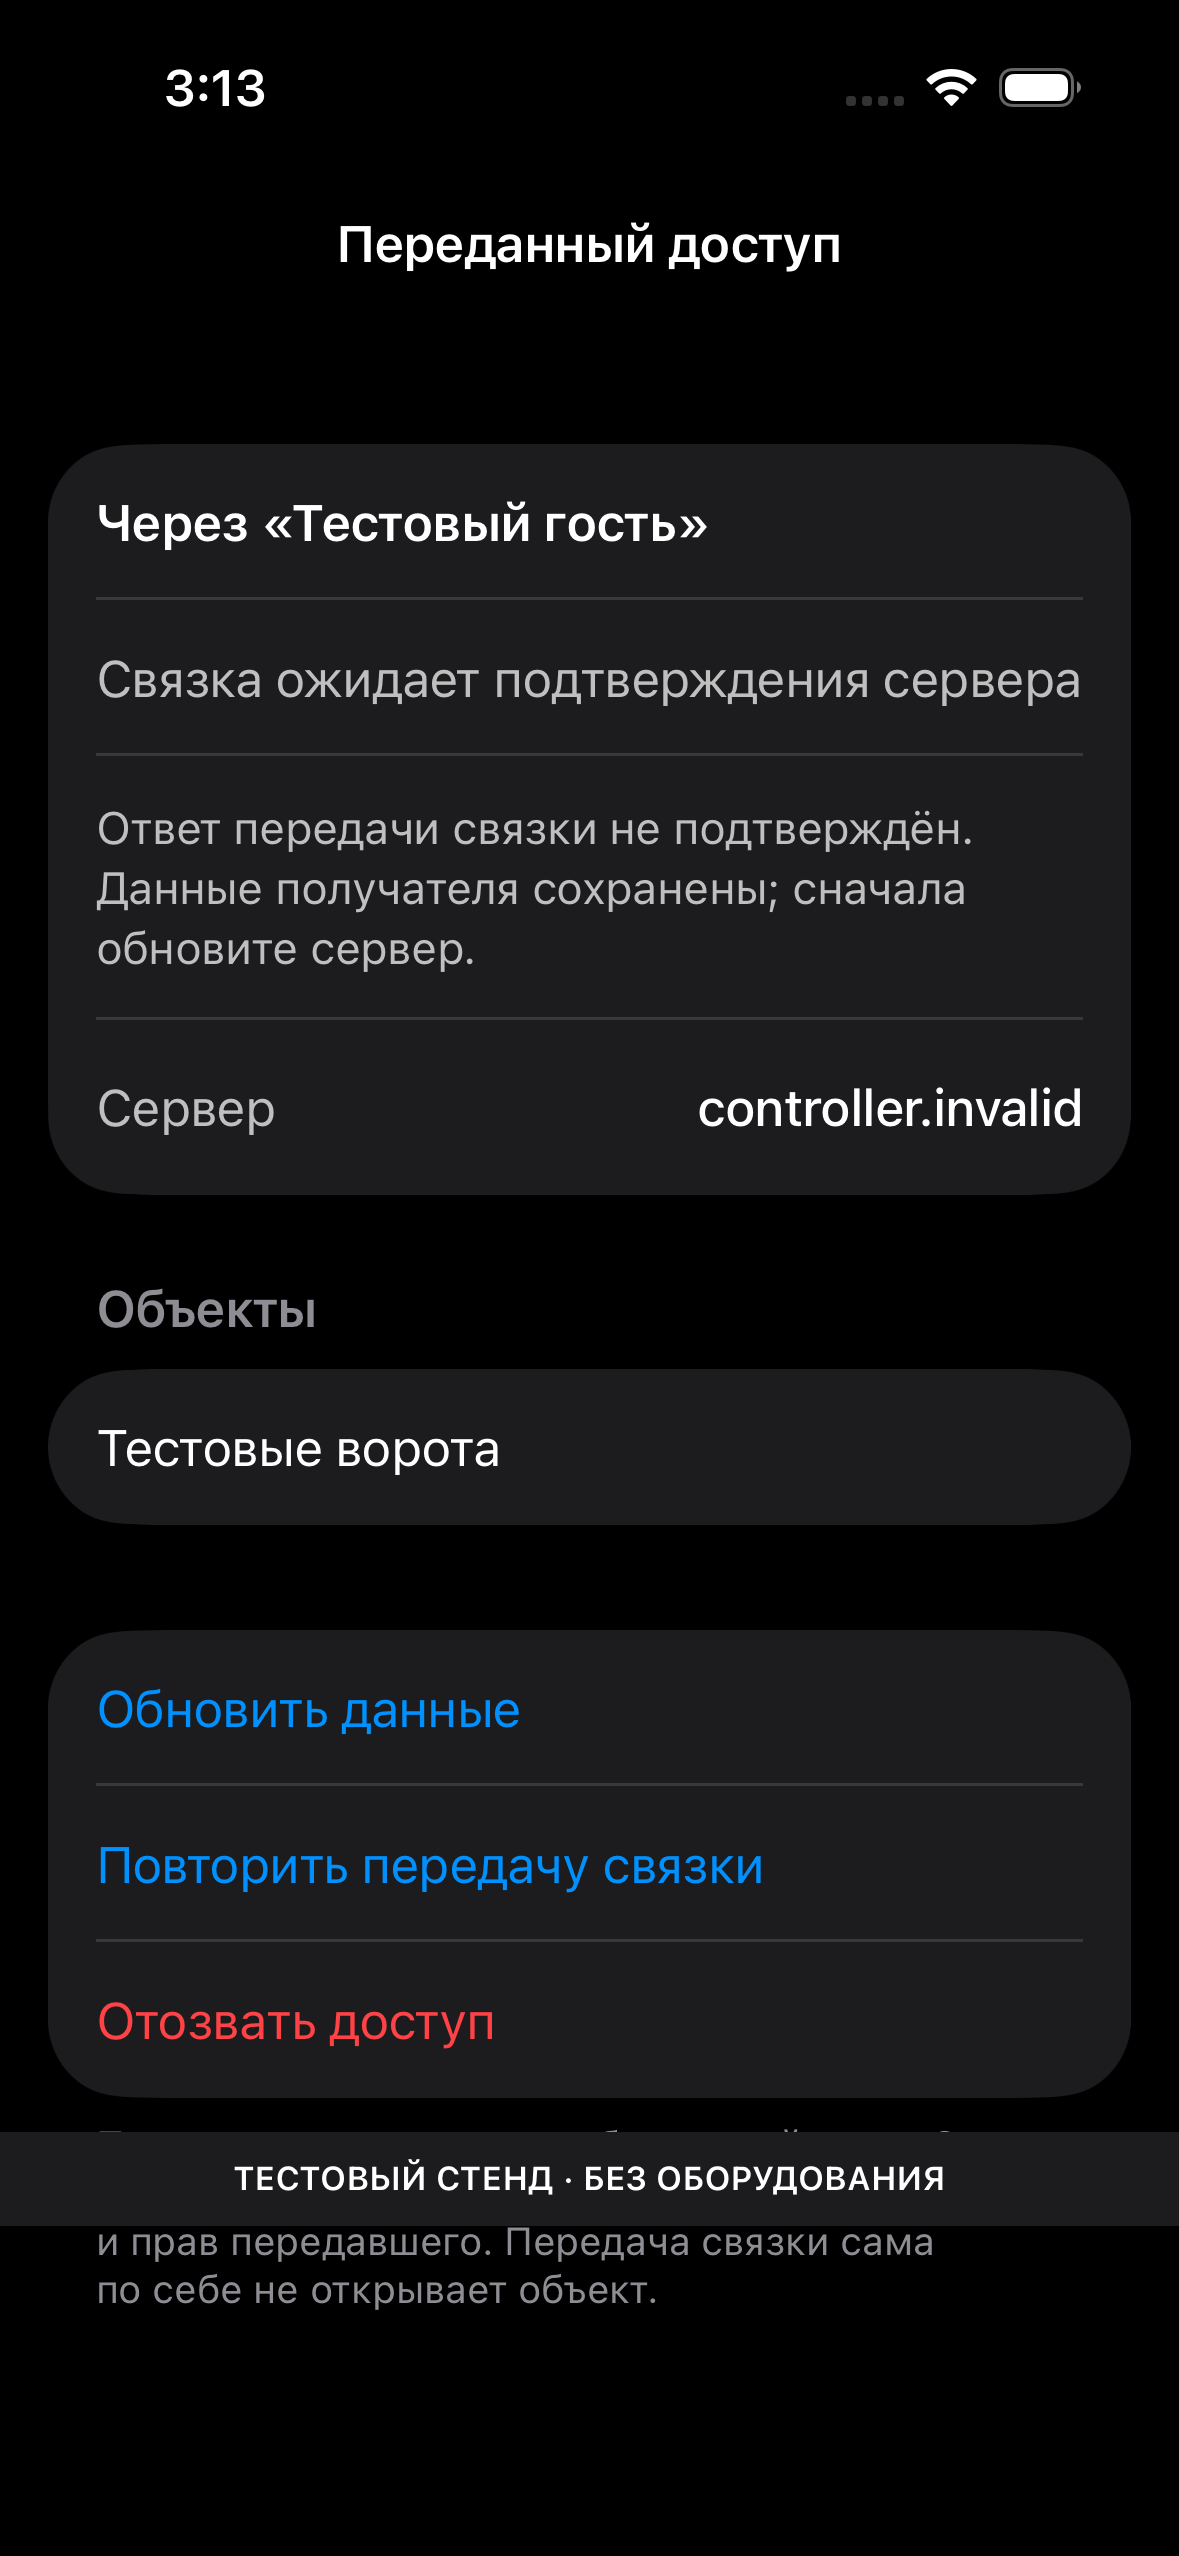 3:13
Переданный доступ
Через «Тестовый гость»
Связка ожидает подтверждения сервера
Ответ передачи связки не подтверждён.
Данные получателя сохранены; сначала
обновите сервер.
Сервер controller.invalid
Объекты
Тестовые ворота
Обновить данные
Повторить передачу связки
Отозвать доступ
ТЕСТОВЫЙ СТЕНД · БЕЗ ОБОРУДОВАНИЯ
и прав передавшего. Передача связки сама
по себе не открывает объект.